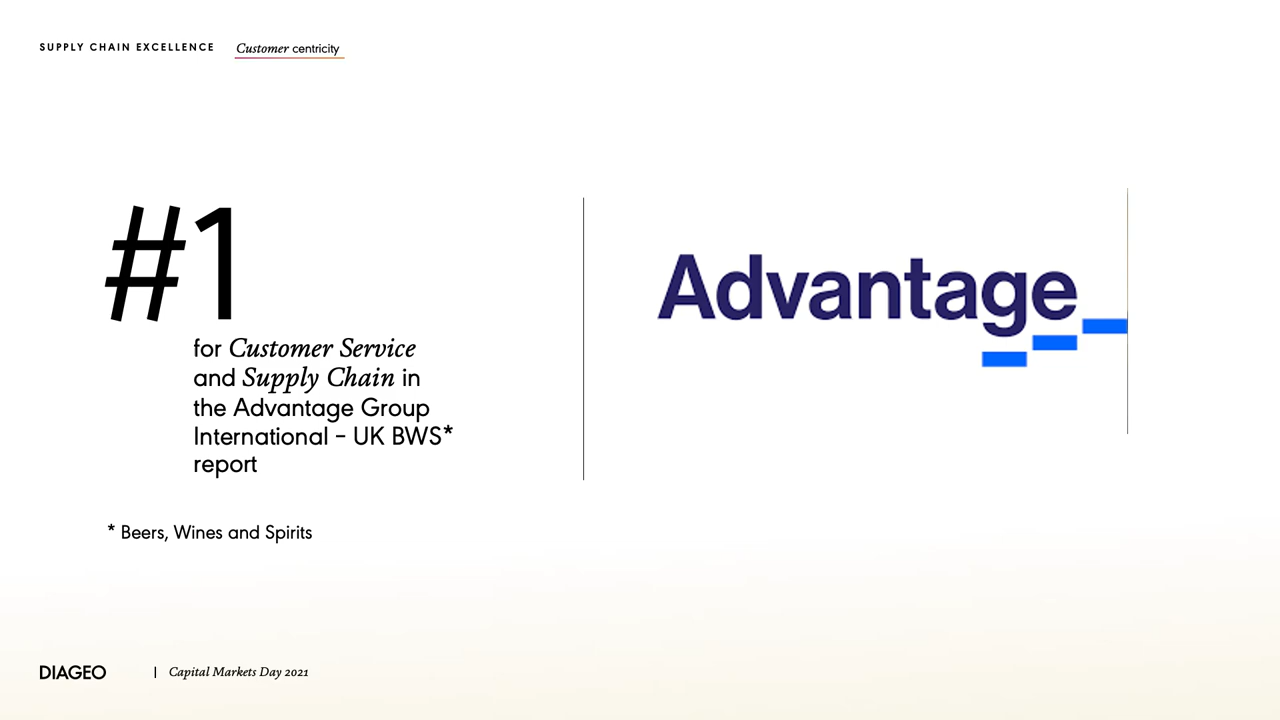 SUPPLY CHAIN EXCELLENCE Customer centricity
#1
for Customer Service
and Supply Chain in
the Advantage Group
International – UK BWS*
report
* Beers, Wines and Spirits
Advantage
DIAGEO | Capital Markets Day 2021